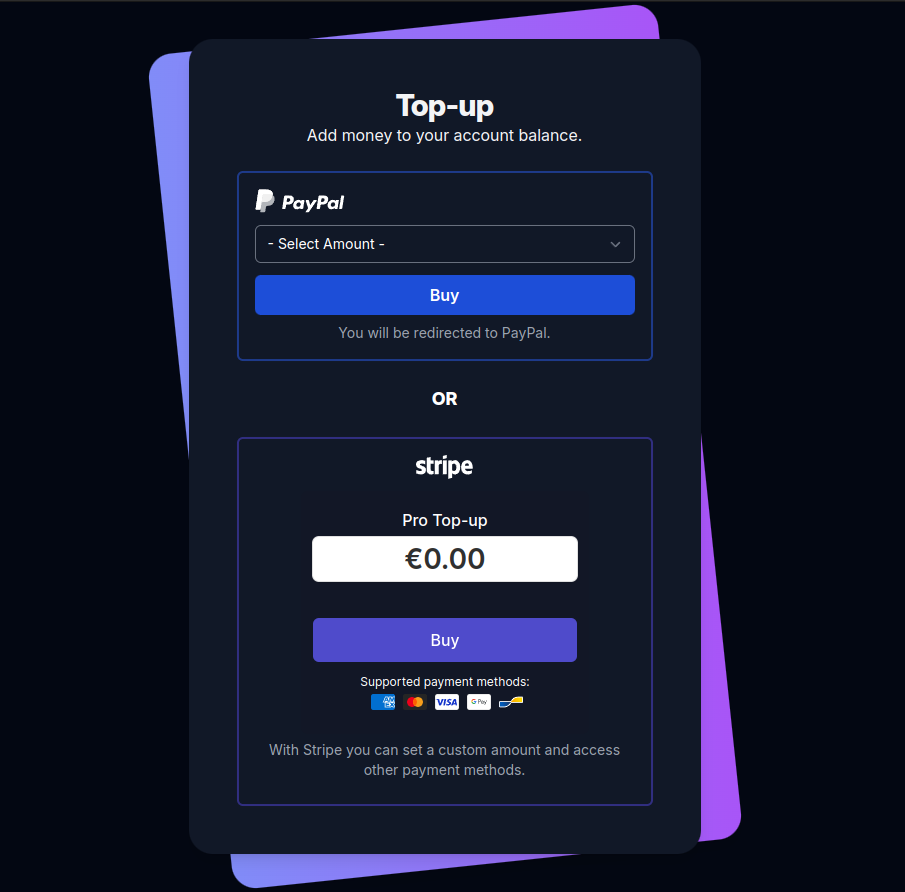 Top-up
Add money to your account balance.
PayPal
- Select Amount -
Buy
You will be redirected to PayPal.
OR
stripe
Pro Top-up
€0.00
Buy
Supported payment methods:
VISA G Pay
With Stripe you can set a custom amount and access
other payment methods.